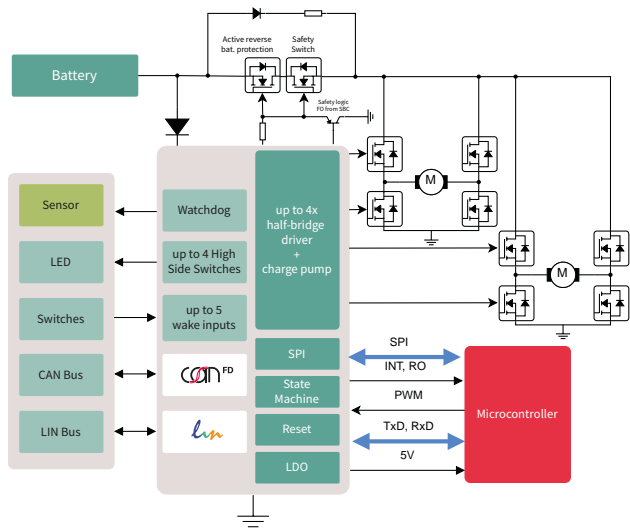 Active reverse
bat. protection
Safety
Switch
Battery
Safety logic
FO from SBC
Sensor
LED
Switches
CAN Bus
LIN Bus
Watchdog
up to 4 High
Side Switches
up to 5
wake inputs
CAN FD
lin
up to 4x
half-bridge
driver
+
charge pump
SPI
State
Machine
Reset
LDO
M
M
SPI
INT, RO
PWM
TxD, RxD
5V
Microcontroller